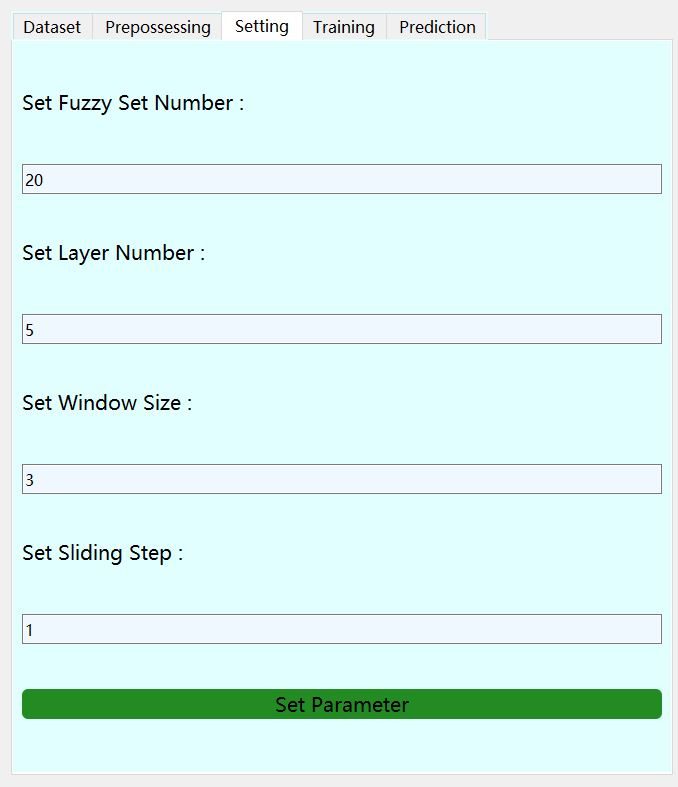 Dataset Prepossessing Setting Training Prediction
Set Fuzzy Set Number :
20
Set Layer Number :
5
Set Window Size :
3
Set Sliding Step :
1
Set Parameter